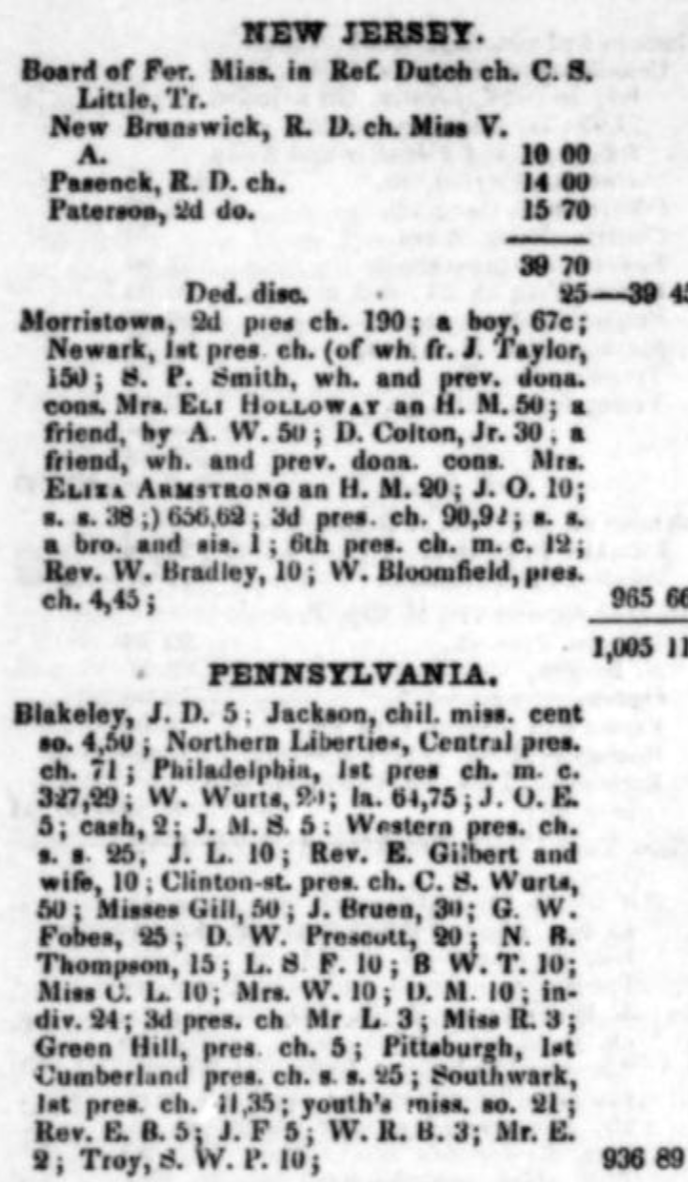 NEW JERSEY.
Board of For. Miss. in Ref. Dutch ch. C. S.
Little, Tr.
New Brunswick, R. D. ch. Miss V.
A. 10 00
Pasenck, R. D. ch. 14 00
Paterson, 2d do. 15 70
39 70
Ded. disc. 25—39 45
Morristown, 2d pres ch. 190; a boy, 67c;
Newark, 1st pres. ch. (of wh. fr. J. Taylor,
150; S. P. Smith, wh. and prev. dona.
cons. Mrs. ELI HOLLOWAY an H. M. 50; a
friend, by A. W. 50; D. Colton, Jr. 30; a
friend, wh. and prev. dona. cons. Mrs.
ELIZA ARMSTRONG an H. M. 20; J. O. 10;
s. s. 38;) 656,62; 3d pres. ch. 90,92; s. s.
a bro. and sis. 1; 6th pres. ch. m. c. 12;
Rev. W. Bradley, 10; W. Bloomfield, pres.
ch. 4,45; 965 66
1,005 11
PENNSYLVANIA.
Blakeley, J. D. 5; Jackson, chil. miss. cent
so. 4,50; Northern Liberties, Central pres.
ch. 71; Philadelphia, 1st pres ch. m. c.
327,29; W. Wurts, la. 64,75; J. O. E.
5; cash, 2; J. M. S. 5; Western pres. ch.
s. s. 25, J. L. 10; Rev. E. Gilbert and
wife, 10; Clinton-st. pres. ch. C. S. Wurts,
50; Misses Gill, 50; J. Bruen, 30; G. W.
Fobes, 25; D. W. Prescott, 20; N. B.
Thompson, 15; L. S. F. 10; B W. T. 10;
Miss C. L. 10; Mrs. W. 10; D. M. 10; in-
div. 24; 3d pres. ch Mr L. 3; Miss R. 3;
Green Hill, pres. ch. 5; Pittsburgh, 1st
Cumberland pres. ch. s. s. 25; Southwark,
1st pres. ch. 41,35; youth's miss. so. 21;
Rev. E. B. 5; J. F 5; W. R. B. 3; Mr. E.
2; Troy, S. W. P. 10; 936 89